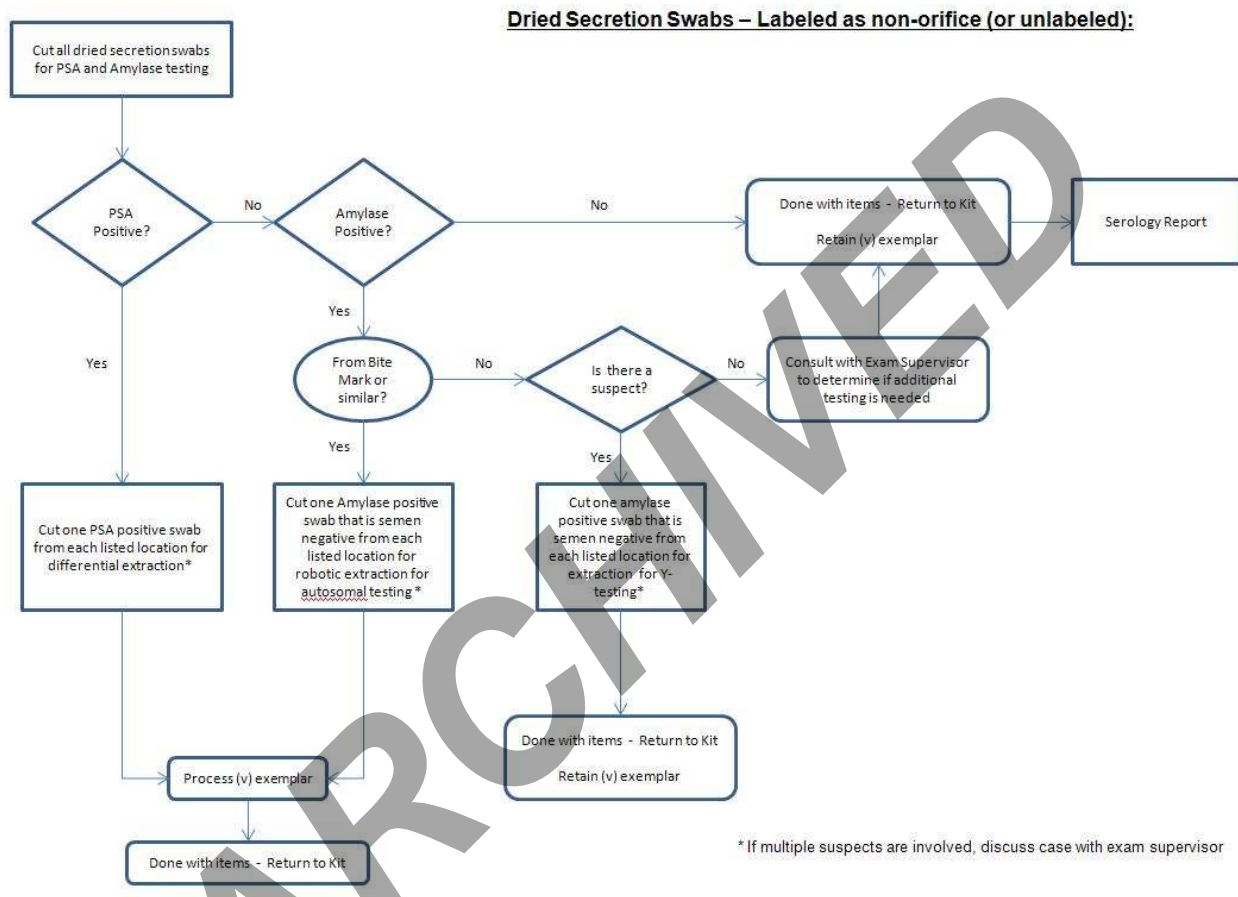 Dried Secretion Swabs – Labeled as non-orifice (or unlabeled):
Cut all dried secretion swabs
for PSA and Amylase testing
PSA
Positive?
No
Amylase
Positive?
No
Done with items - Return to Kit
Retain (v) exemplar
Serology Report
Yes
Yes
From Bite
Mark or
similar?
No
Is there a
suspect?
No
Consult with Exam Supervisor
to determine if additional
testing is needed
Yes
Yes
Cut one PSA positive swab
from each listed location for
differential extraction*
Cut one Amylase positive
swab that is semen
negative from each
listed location for
robotic extraction for
autosomal testing *
Cut one amylase
positive swab that is
semen negative from
each listed location for
extraction for Y-
testing*
Process (v) exemplar
Done with items - Return to Kit
Done with items - Return to Kit
Retain (v) exemplar
* If multiple suspects are involved, discuss case with exam supervisor
ARCHIVED